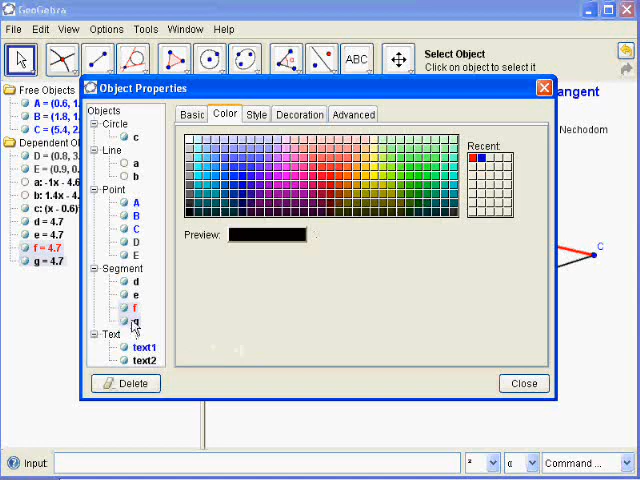 GeoGebra
File Edit View Options Tools Window Help
ABC
Select Object
Click on object to select it
Free Objects
A = (0.6, 1.
B = (1.8, 1.
C = (5.4, 2.
Dependent Ob
D = (0.8, 3.
E = (0.9, 0.
a: -1x - 4.6
b: 1.4x - 4.
c: (x - 0.6)
d = 4.7
e = 4.7
f = 4.7
g = 4.7
angent
Nechodom
C
Object Properties
Objects
Circle
c
Line
a
b
Point
A
B
C
D
E
Segment
d
e
f
g
Text
text1
text2
Basic Color Style Decoration Advanced
Recent:
Preview:
Delete
Close
Input:
²
α
Command ...